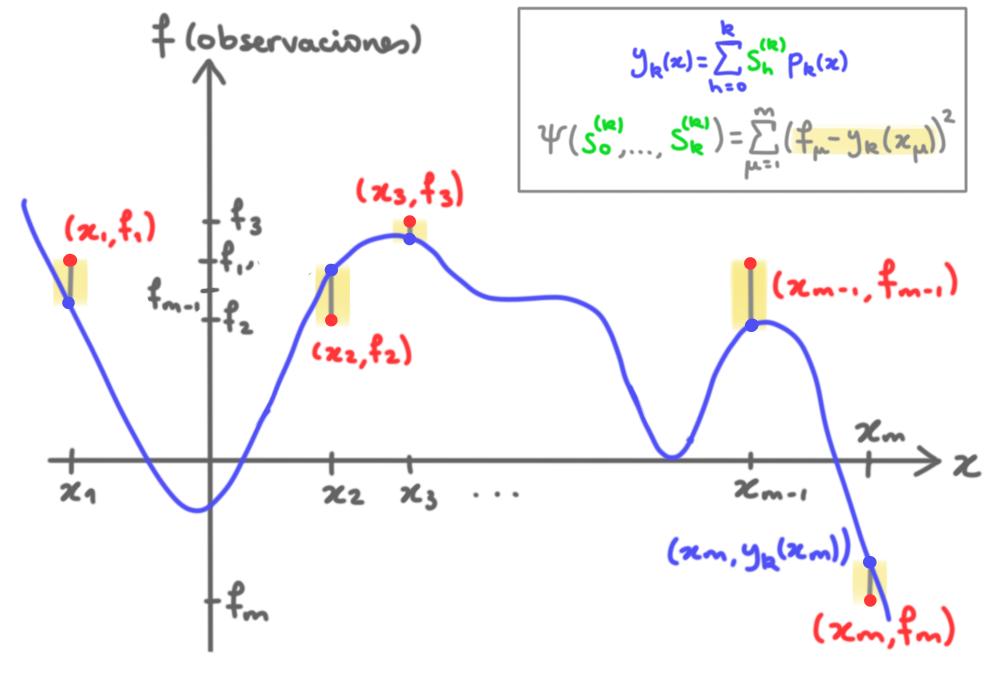 f (observaciones)
y_k(x) = \sum_{h=0}^{k} S_h^{(k)} p_k(x)
Ψ(S_0^{(k)}, ..., S_k^{(k)}) = \sum_{μ=1}^{m} (f_μ - y_k(x_μ))^2
(x_3, f_3)
(x_1, f_1)
f_3
f_1,
(x_{m-1}, f_{m-1})
f_{m-1}
f_2
(x_2, f_2)
x_m
x_1
x_2
x_3
...
x_{m-1}
x
(x_m, y_k(x_m))
f_m
(x_m, f_m)